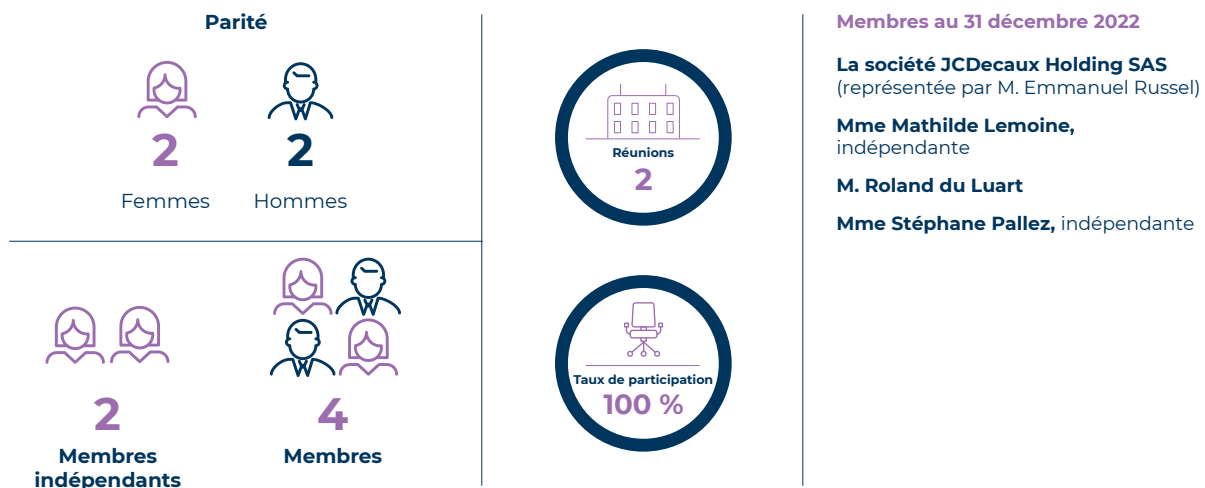 Parité
2
2
Femmes
Hommes
2
Membres
indépendants
4
Membres
Réunions
2
Taux de participation
100 %
Membres au 31 décembre 2022
La société JCDecaux Holding SAS
(représentée par M. Emmanuel Russel)
Mme Mathilde Lemoine,
indépendante
M. Roland du Luart
Mme Stéphane Pallez, indépendante